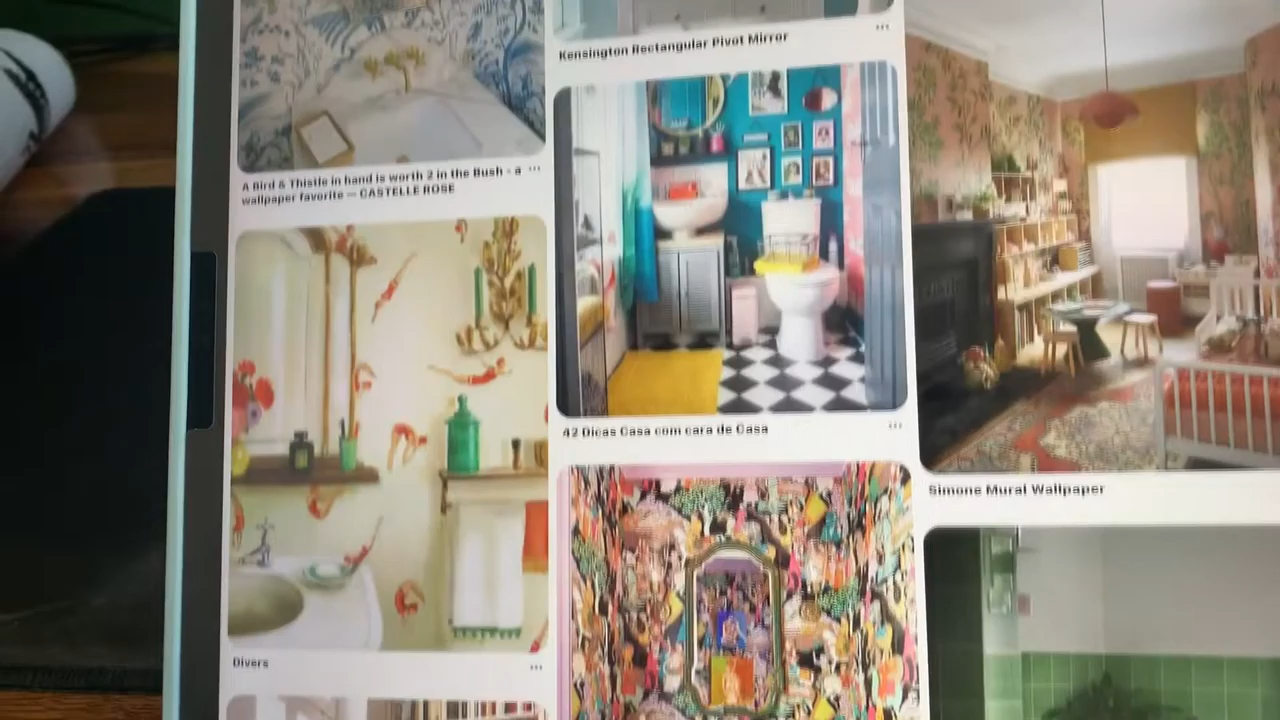 Kensington Rectangular Pivot Mirror
A Bird & Thistle in hand is worth 2 in the Bush - a
wallpaper favorite — CASTELLE ROSE
42 Dicas Casa com cara de Casa
Simone Mural Wallpaper
Divers